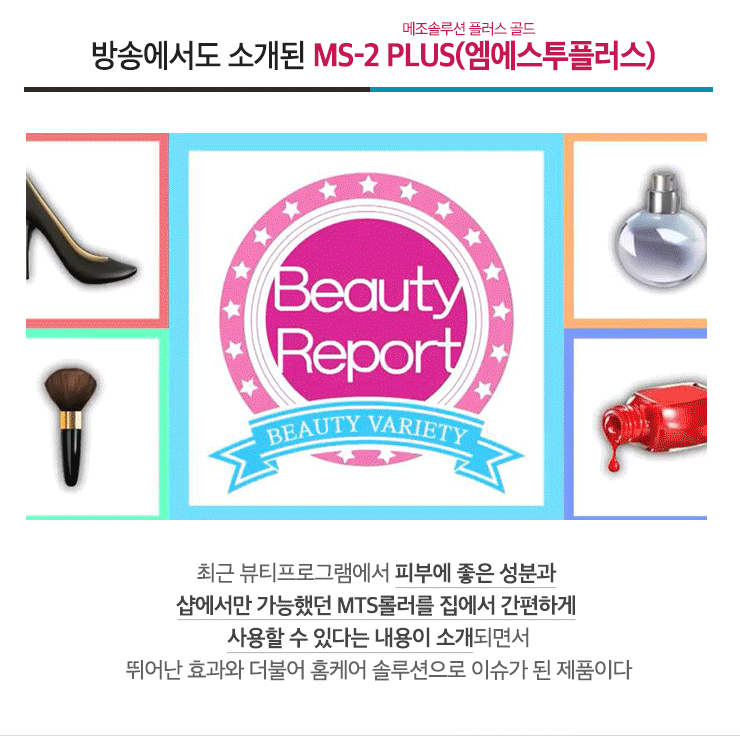 메조솔루션 플러스 골드
방송에서도 소개된 MS-2 PLUS(엠에스투플러스)
Beauty
Report
BEAUTY VARIETY
최근 뷰티프로그램에서 피부에 좋은 성분과
샵에서만 가능했던 MTS롤러를 집에서 간편하게
사용할 수 있다는 내용이 소개되면서
뛰어난 효과와 더불어 홈케어 솔루션으로 이슈가 된 제품이다